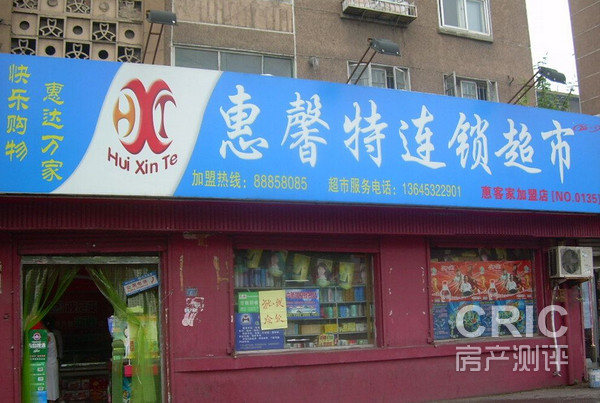 快乐购物
惠达万家
Hui Xin Te
惠馨特连锁超市
加盟热线：88858085 超市服务电话：13645322901
惠客家加盟店 [NO.0135]
CRIC
房产测评